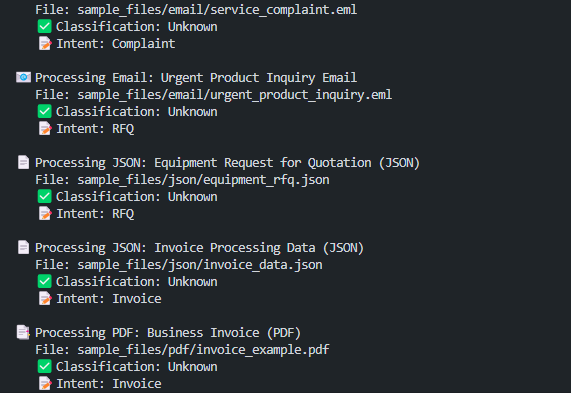 File: sample_files/email/service_complaint.eml
✅ Classification: Unknown
📝 Intent: Complaint
📧 Processing Email: Urgent Product Inquiry Email
File: sample_files/email/urgent_product_inquiry.eml
✅ Classification: Unknown
📝 Intent: RFQ
📄 Processing JSON: Equipment Request for Quotation (JSON)
File: sample_files/json/equipment_rfq.json
✅ Classification: Unknown
📝 Intent: RFQ
📄 Processing JSON: Invoice Processing Data (JSON)
File: sample_files/json/invoice_data.json
✅ Classification: Unknown
📝 Intent: Invoice
📑 Processing PDF: Business Invoice (PDF)
File: sample_files/pdf/invoice_example.pdf
✅ Classification: Unknown
📝 Intent: Invoice